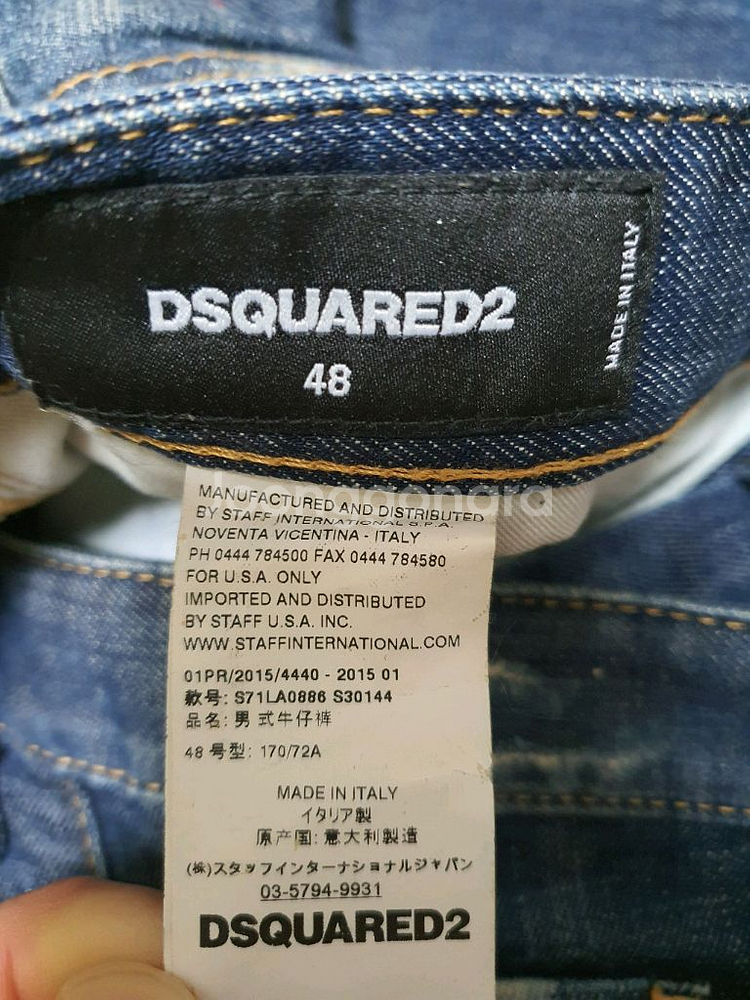 DSQUARED2
48
MADE IN ITALY
MANUFACTURED AND DISTRIBUTED
BY STAFF INTERNATIONAL S.P.A.
NOVENTA VICENTINA - ITALY
PH 0444 784500 FAX 0444 784580
FOR U.S.A. ONLY
IMPORTED AND DISTRIBUTED
BY STAFF U.S.A. INC.
WWW.STAFFINTERNATIONAL.COM
01PR/2015/4440 - 2015 01
款号: S71LA0886 S30144
品名: 男式牛仔裤
48 号型: 170/72A
MADE IN ITALY
イタリア製
原产国: 意大利製造
(株)スタッフインターナショナルジャパン
03-5794-9931
DSQUARED2